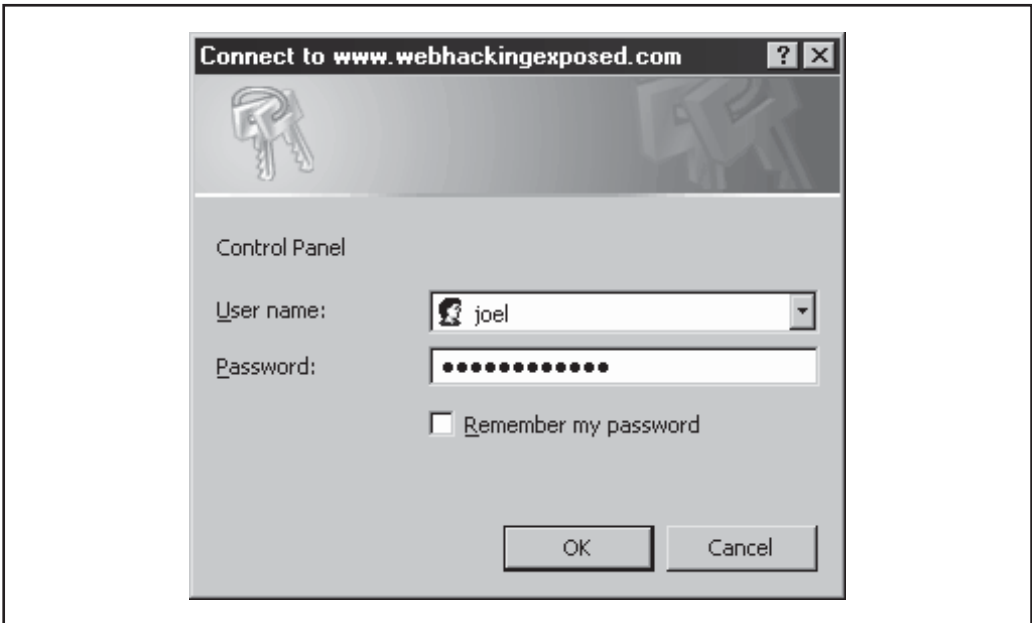 Connect to www.webhackingexposed.com
Control Panel
User name:
joel
Password:
••••••••••••
Remember my password
OK
Cancel